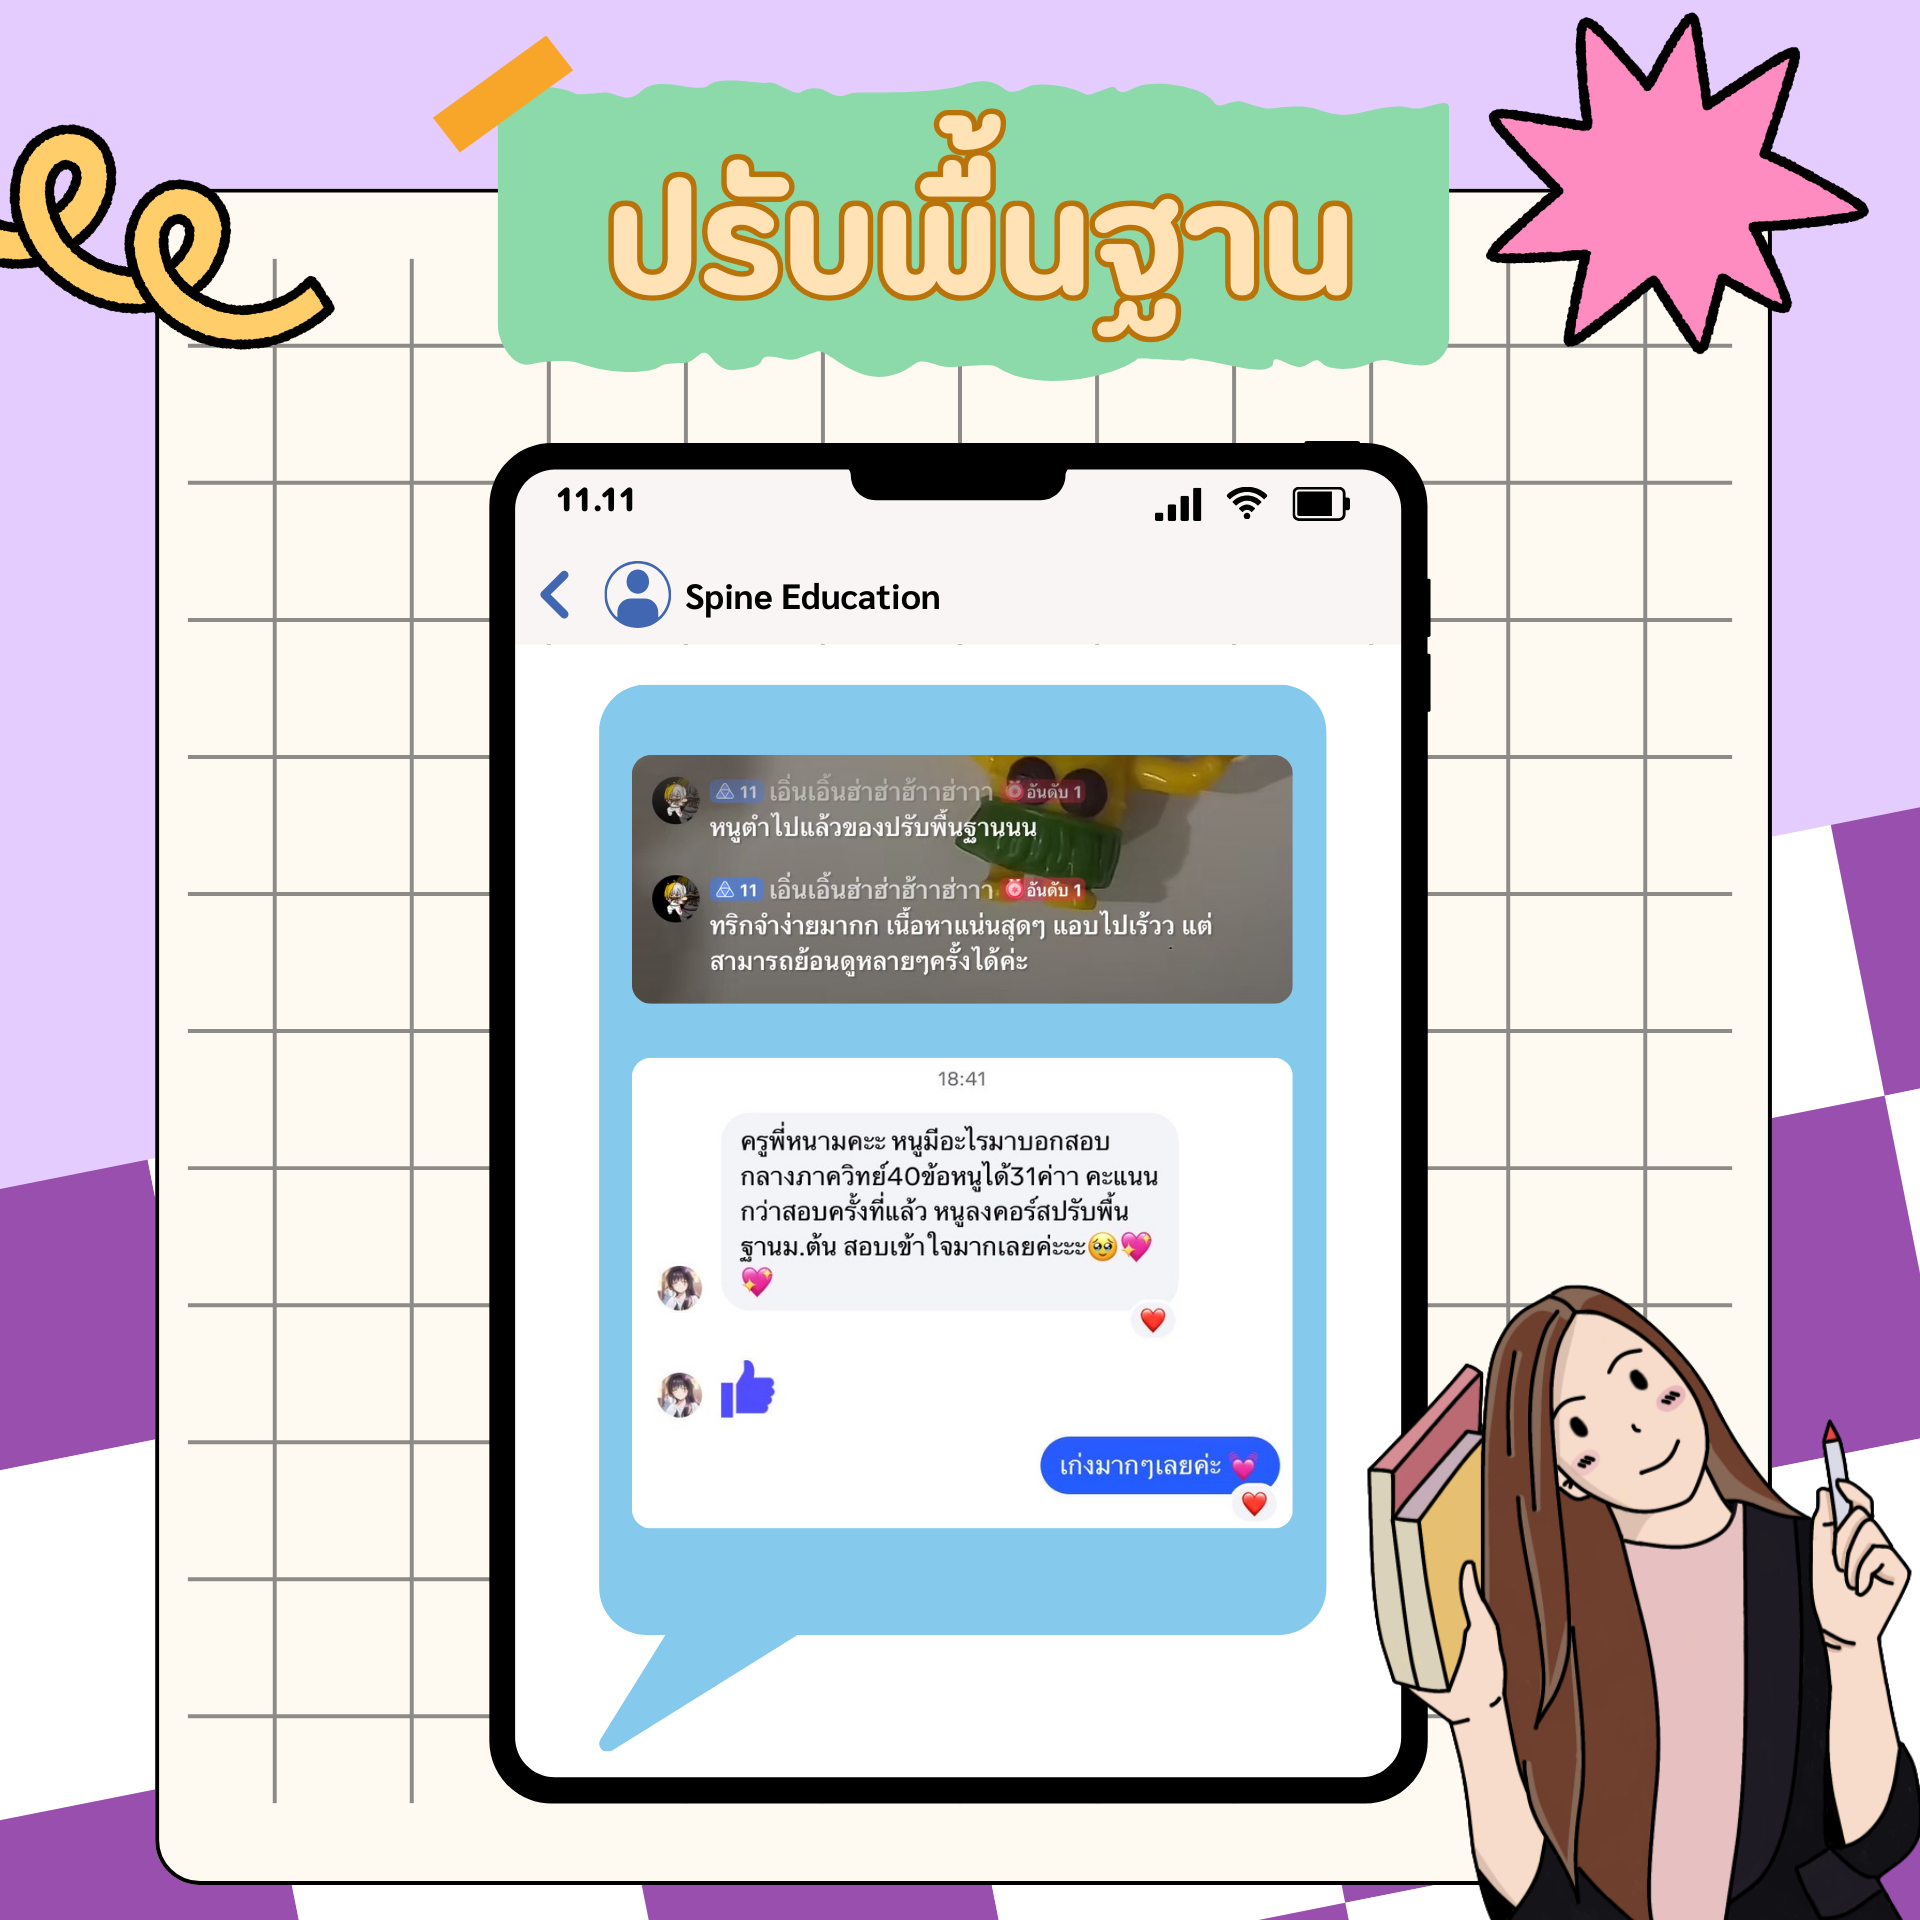 ปรับพื้นฐาน
11.11
Spine Education
11 เอิ่นเอิ้นฮ่าฮ่าฮ้าาฮ่าาา อันดับ 1
หนูตำไปแล้วของปรับพื้นฐานนน
11 เอิ่นเอิ้นฮ่าฮ่าฮ้าาฮ่าาา อันดับ 1
ทริกจำง่ายมากก เนื้อหาแน่นสุดๆ แอบไปเร้วว แต่
สามารถย้อนดูหลายๆครั้งได้ค่ะ
18:41
ครูพี่หนามคะะ หนูมีอะไรมาบอกสอบ
กลางภาควิทย์40ข้อหนูได้31ค่าา คะแนน
กว่าสอบครั้งที่แล้ว หนูลงคอร์สปรับพื้น
ฐานม.ต้น สอบเข้าใจมากเลยค่ะะะ🥹💖
💖
เก่งมากๆเลยค่ะ 💓